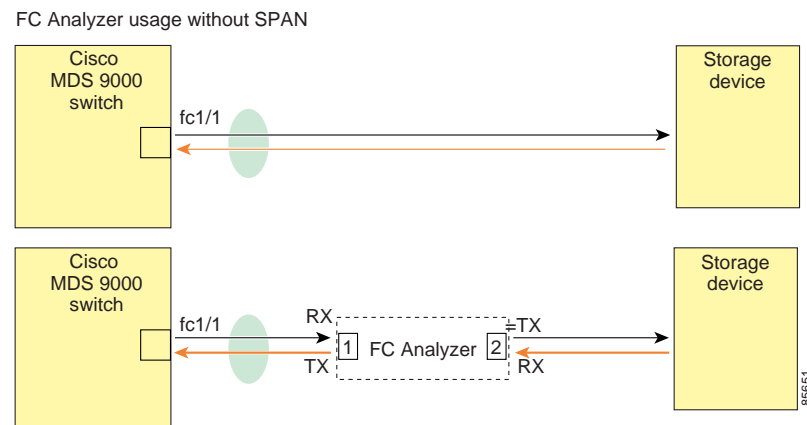 FC Analyzer usage without SPAN
Cisco
MDS 9000
switch
Storage
device
fc1/1
Cisco
MDS 9000
switch
Storage
device
fc1/1
RX
=TX
1
FC Analyzer
2
TX
RX
85651